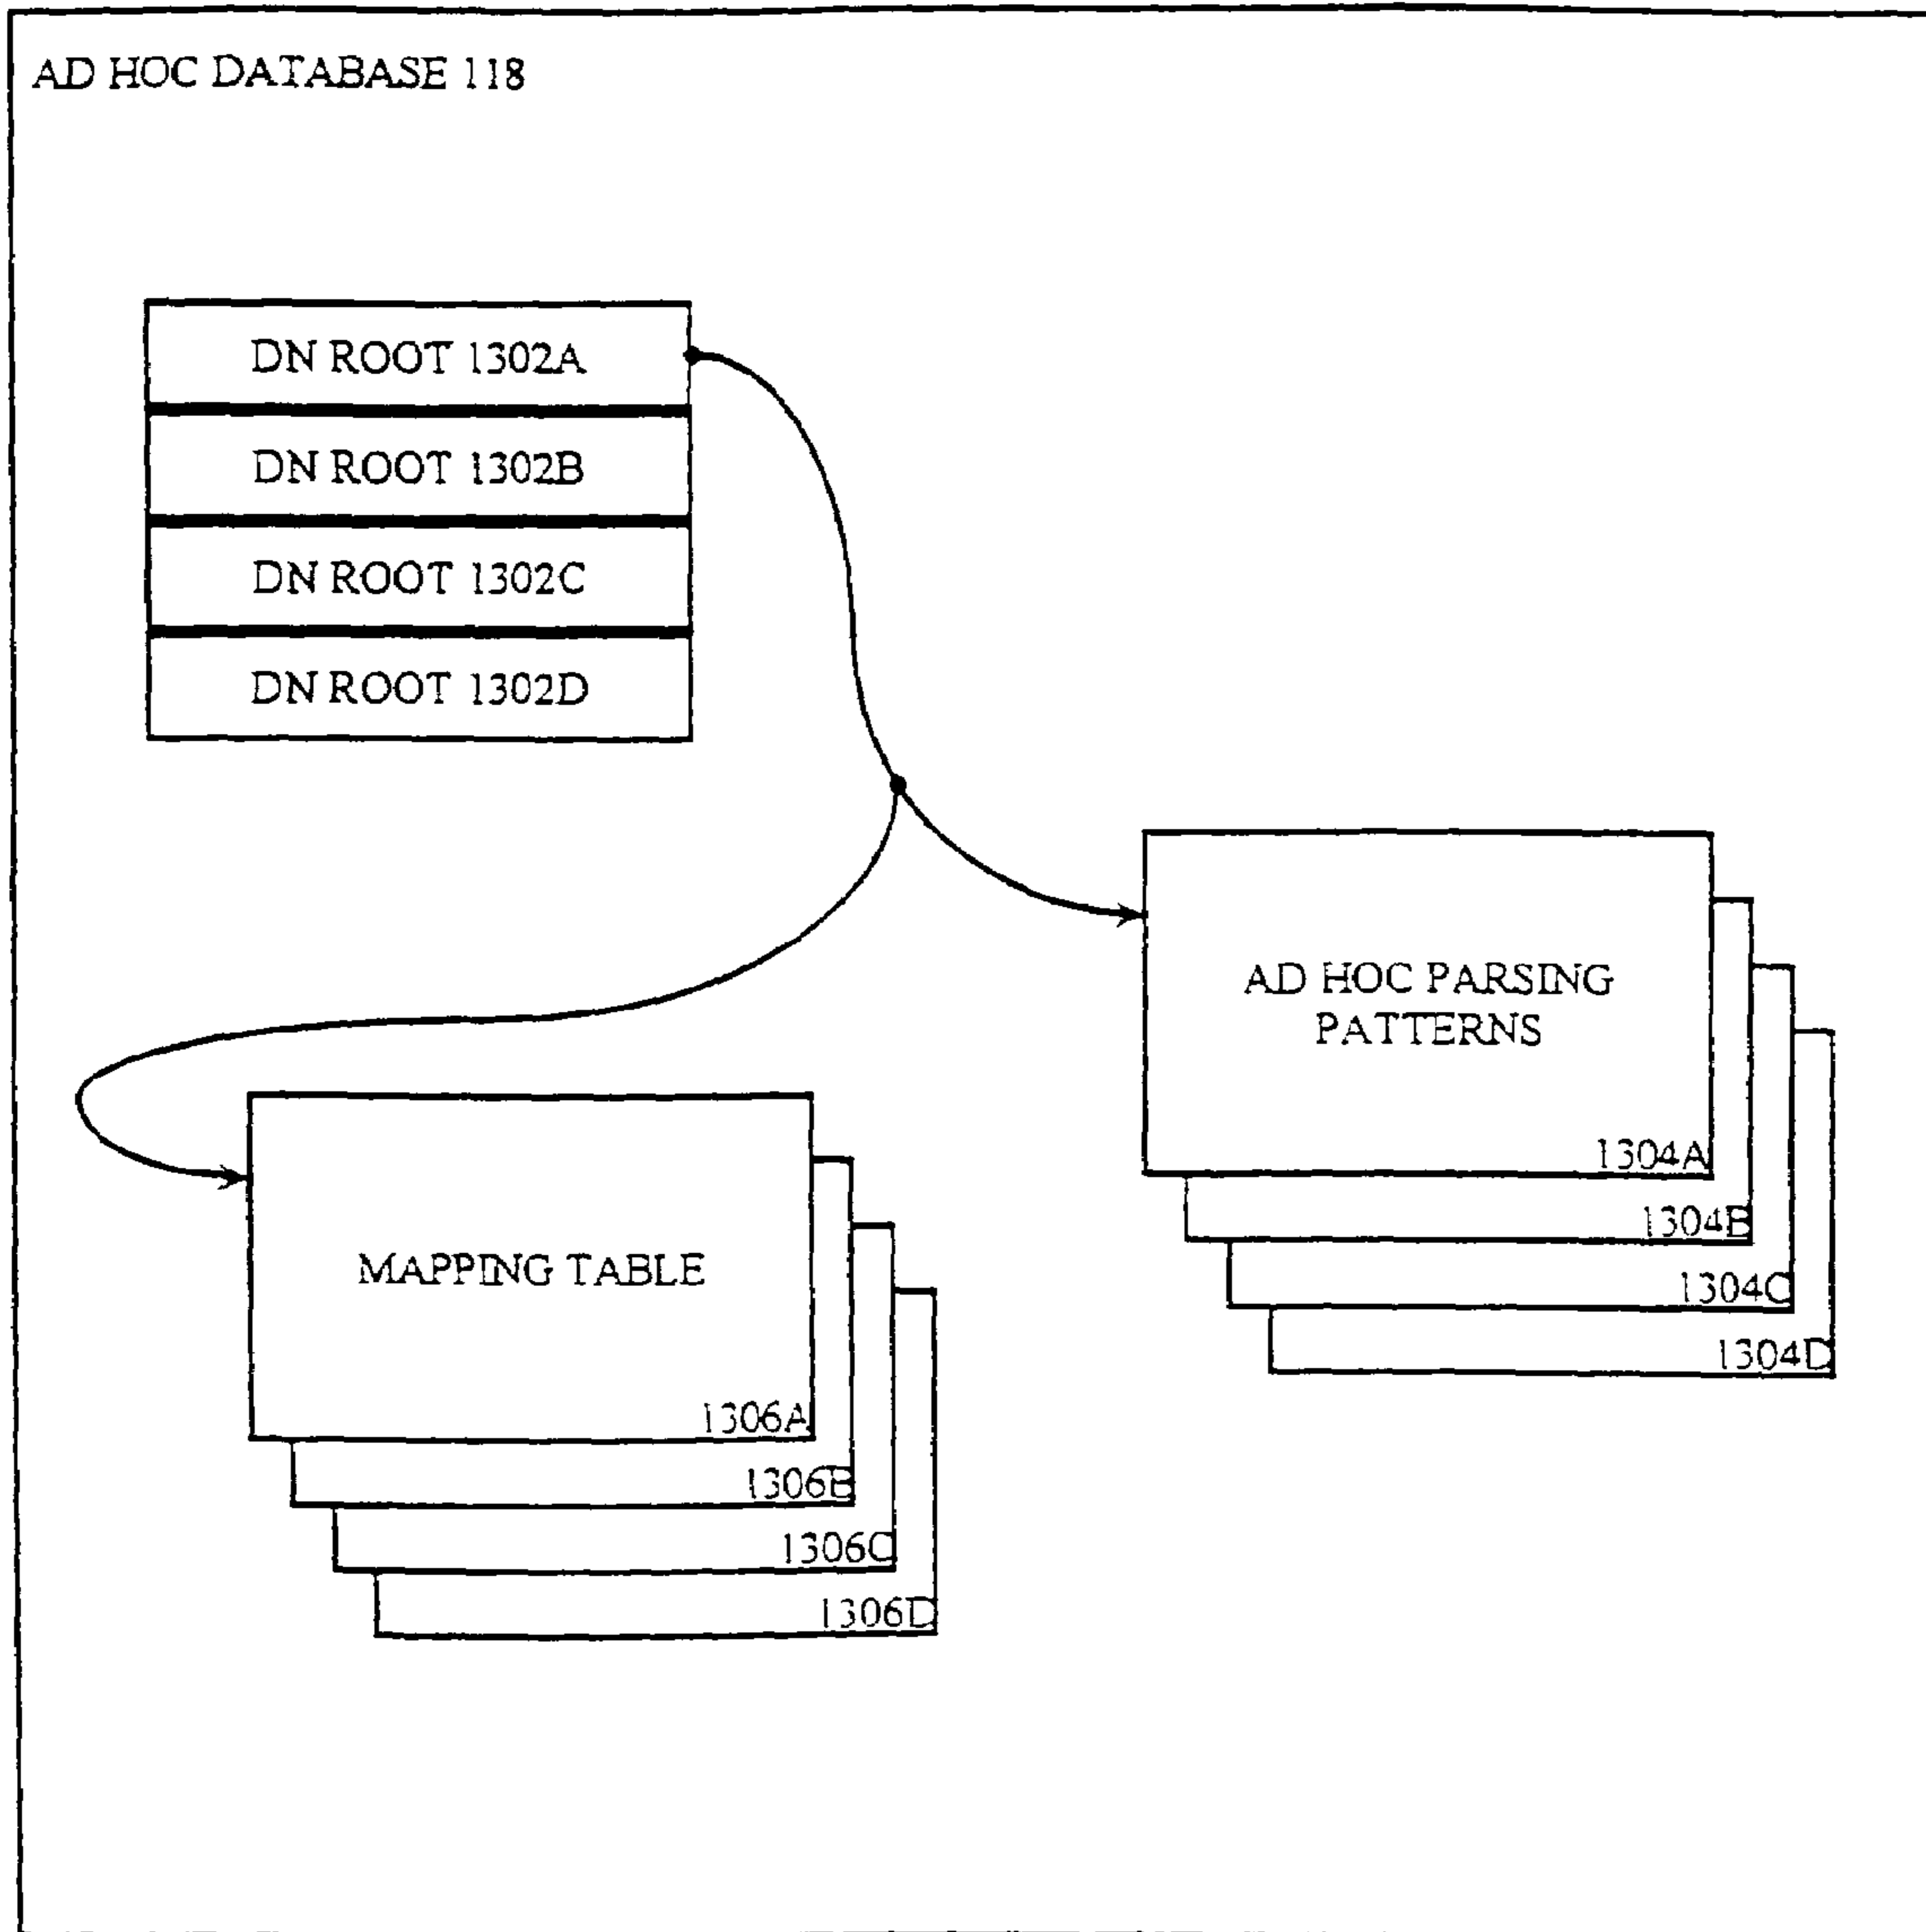 AD HOC DATABASE 118
DN ROOT 1302A
DN ROOT 1302B
DN ROOT 1302C
DN ROOT 1302D
AD HOC PARSING
PATTERNS
1304A
1304B
1304C
1304D
MAPPING TABLE
1306A
1306B
1306C
1306D